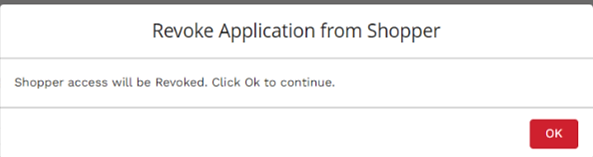 Revoke Application from Shopper
Shopper access will be Revoked. Click Ok to continue.
OK